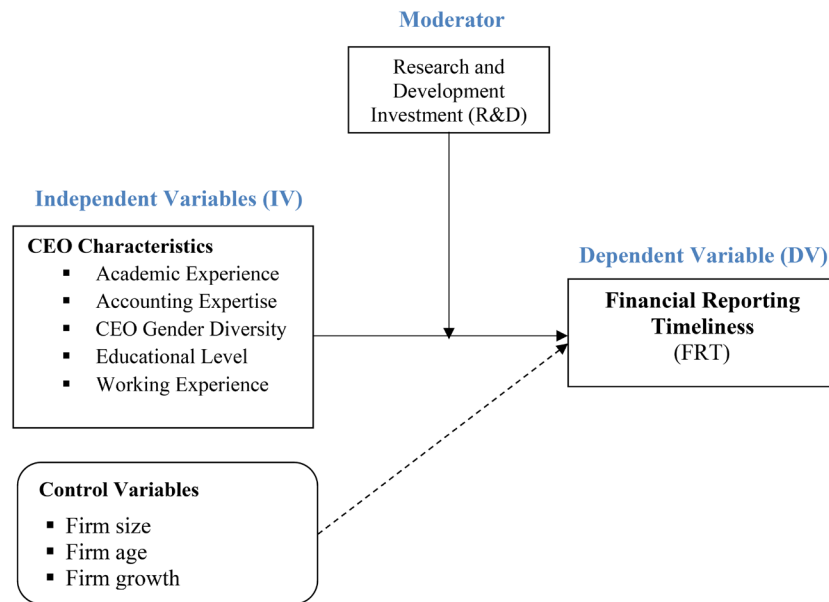 Moderator
Research and
Development
Investment (R&D)
Independent Variables (IV)
CEO Characteristics
▪ Academic Experience
▪ Accounting Expertise
▪ CEO Gender Diversity
▪ Educational Level
▪ Working Experience
Dependent Variable (DV)
Financial Reporting
Timeliness
(FRT)
Control Variables
▪ Firm size
▪ Firm age
▪ Firm growth